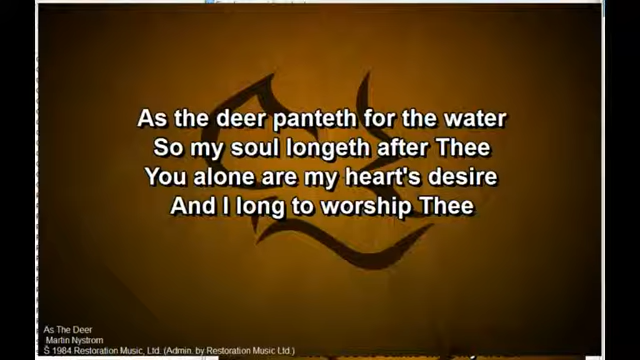 As the deer panteth for the water
So my soul longeth after Thee
You alone are my heart's desire
And I long to worship Thee
As The Deer
Martin Nystrom
Š 1984 Restoration Music, Ltd. (Admin. by Restoration Music Ltd.)